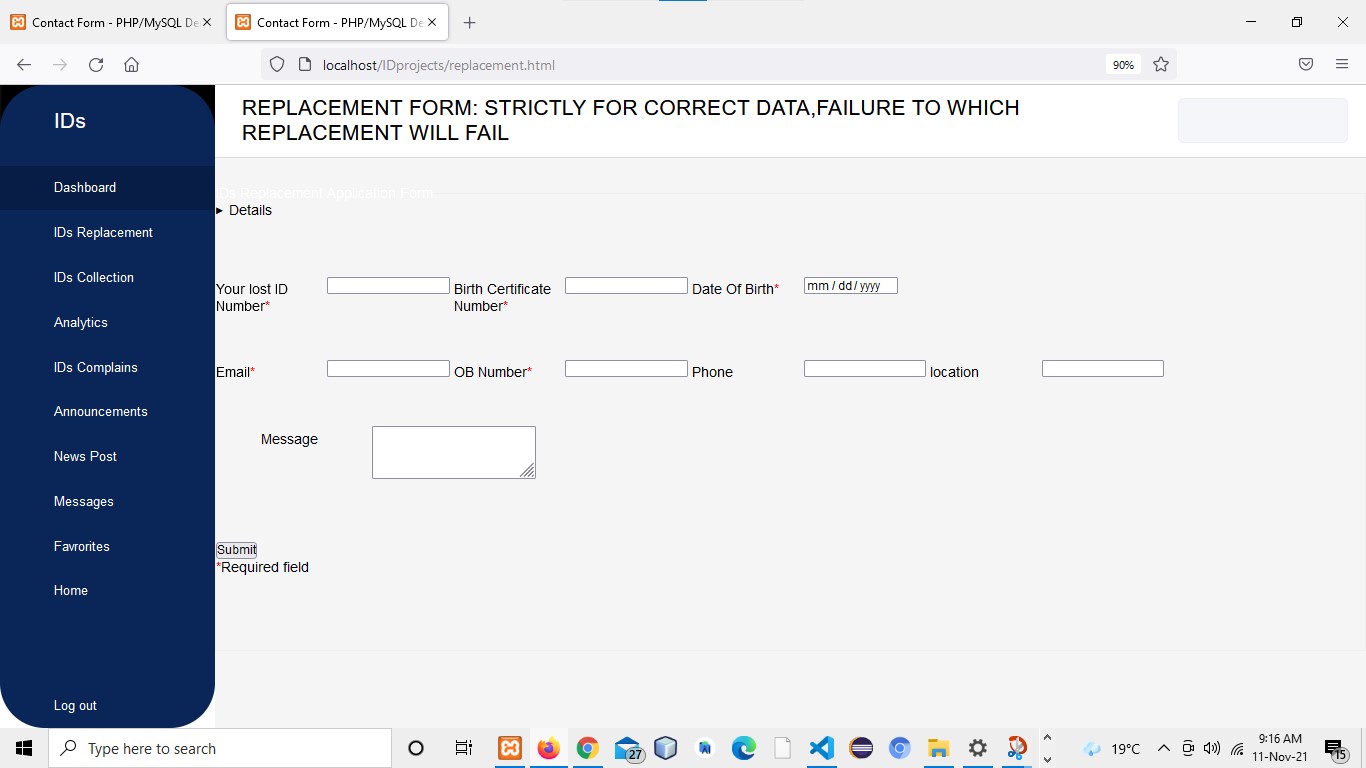 Contact Form - PHP/MySQL De
Contact Form - PHP/MySQL De
localhost/IDprojects/replacement.html
90%
IDs
Dashboard
IDs Replacement
IDs Collection
Analytics
IDs Complains
Announcements
News Post
Messages
Favrorites
Home
Log out
REPLACEMENT FORM: STRICTLY FOR CORRECT DATA,FAILURE TO WHICH
REPLACEMENT WILL FAIL
IDs Replacement Application Form
Details
Your lost ID
Number*
Birth Certificate
Number*
Date Of Birth*
mm / dd / yyyy
Email*
OB Number*
Phone
location
Message
Submit
*Required field
Type here to search
27
19°C
9:16 AM
11-Nov-21
15